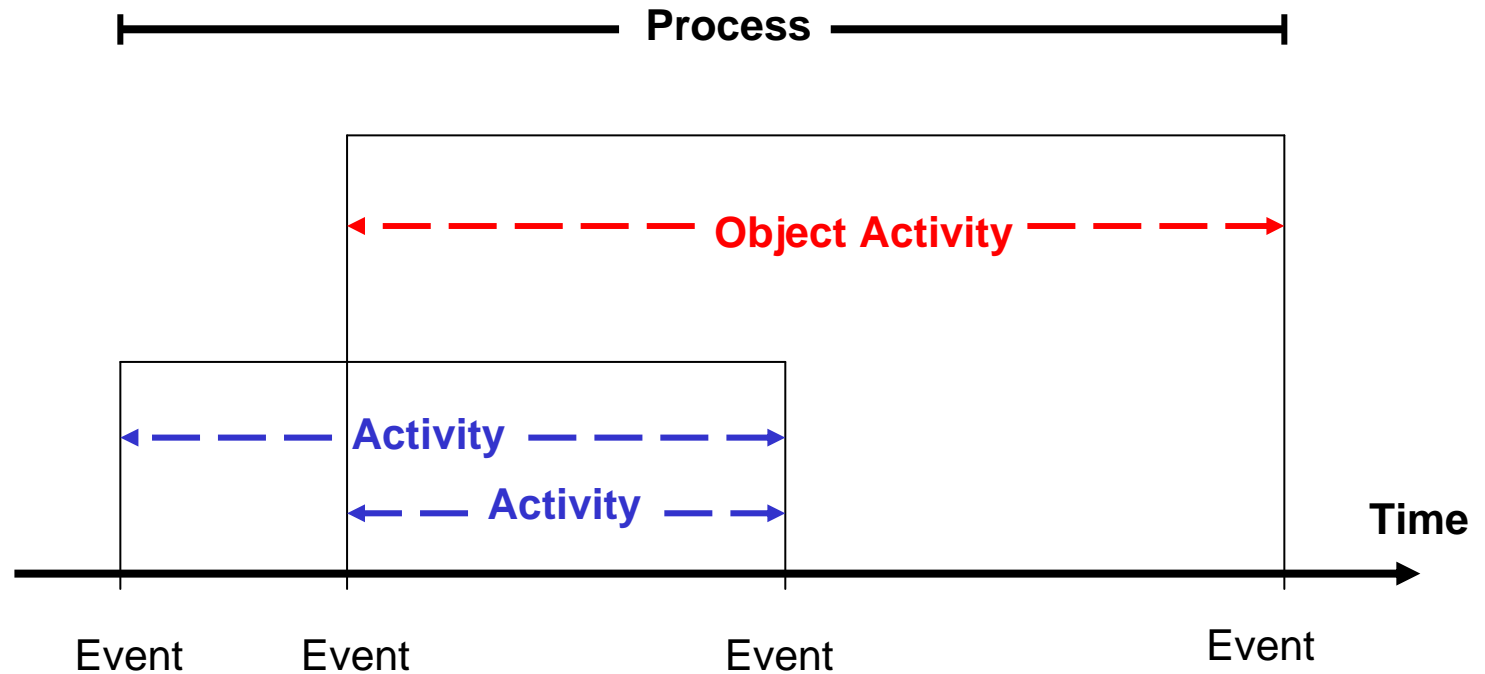 Process
Object Activity
Activity
Activity
Time
Event Event Event Event